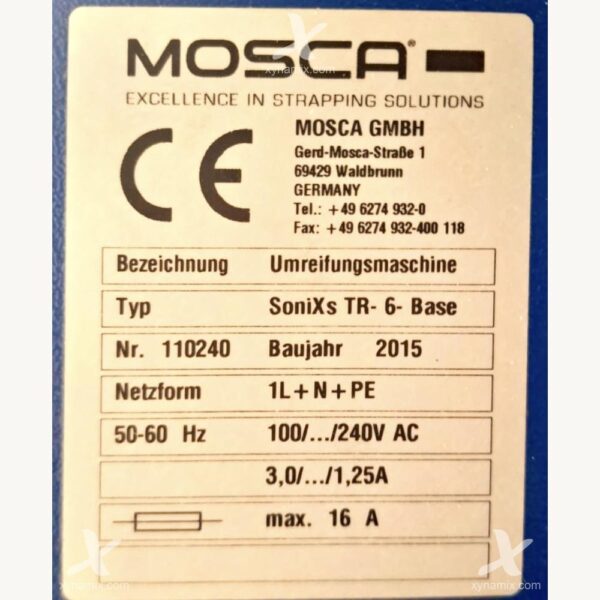 MOSCA®
EXCELLENCE IN STRAPPING SOLUTIONS
CE
MOSCA GMBH
Gerd-Mosca-Straße 1
69429 Waldbrunn
GERMANY
Tel.: +49 6274 932-0
Fax: +49 6274 932-400 118
Bezeichnung Umreifungsmaschine
Typ SoniXs TR- 6- Base
Nr. 110240 Baujahr 2015
Netzform 1L+N+PE
50-60 Hz 100/.../240V AC
3,0/.../1,25A
max. 16 A
xynamix.com
xynamix.com
xynamix.com